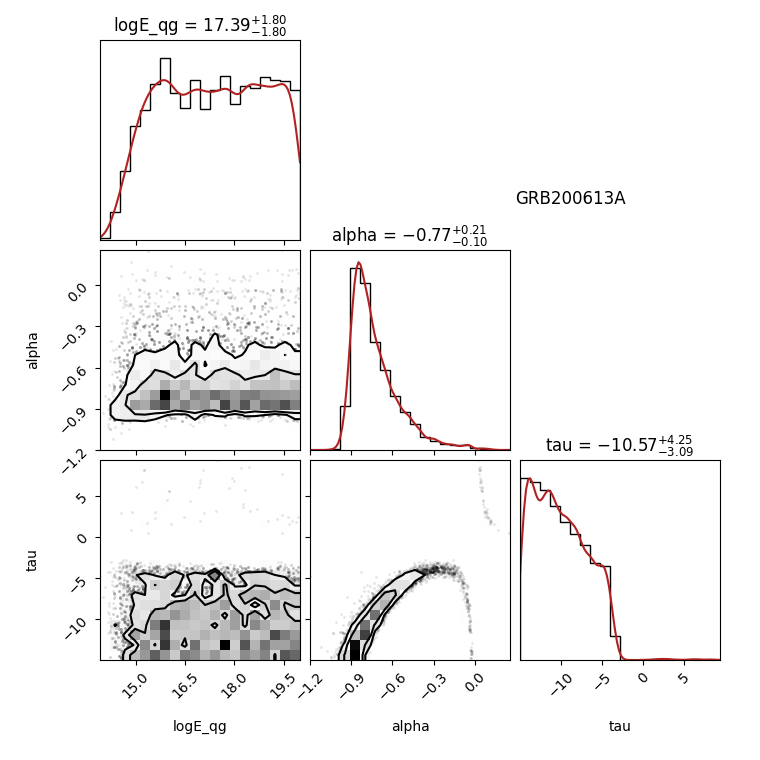 logE_qg = 17.39+1.80 −1.80
GRB200613A
alpha = −0.77+0.21 −0.10
0.0
−0.3
−0.6
−0.9
−1.2
alpha
tau = −10.57+4.25 −3.09
5
0
−5
−10
tau
15.0 16.5 18.0 19.5
−1.2 −0.9 −0.6 −0.3 0.0
−10 −5 0 5
logE_qg alpha tau